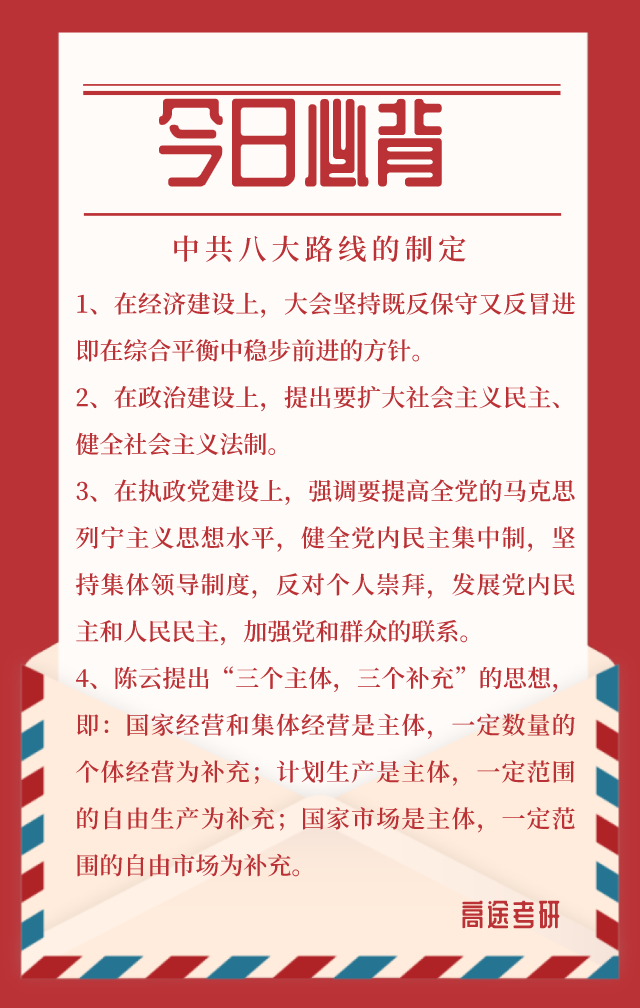 今日必背
中共八大路线的制定
1、在经济建设上，大会坚持既反保守又反冒进
即在综合平衡中稳步前进的方针。
2、在政治建设上，提出要扩大社会主义民主、
健全社会主义法制。
3、在执政党建设上，强调要提高全党的马克思
列宁主义思想水平，健全党内民主集中制，坚
持集体领导制度，反对个人崇拜，发展党内民
主和人民民主，加强党和群众的联系。
4、陈云提出“三个主体，三个补充”的思想，
即：国家经营和集体经营是主体，一定数量的
个体经营为补充；计划生产是主体，一定范围
的自由生产为补充；国家市场是主体，一定范
围的自由市场为补充。
高途考研